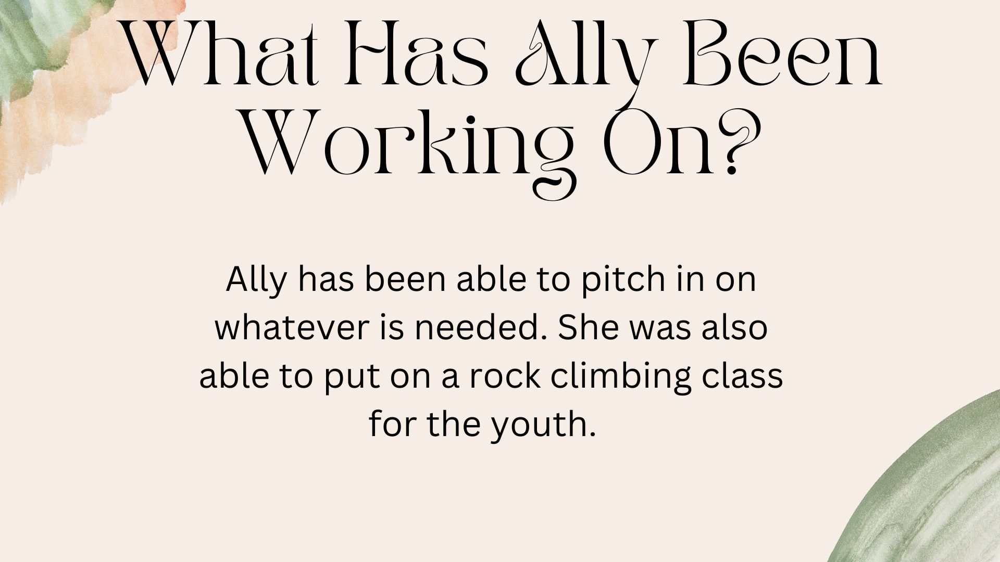 What Has Ally Been
Working On?
Ally has been able to pitch in on
whatever is needed. She was also
able to put on a rock climbing class
for the youth.